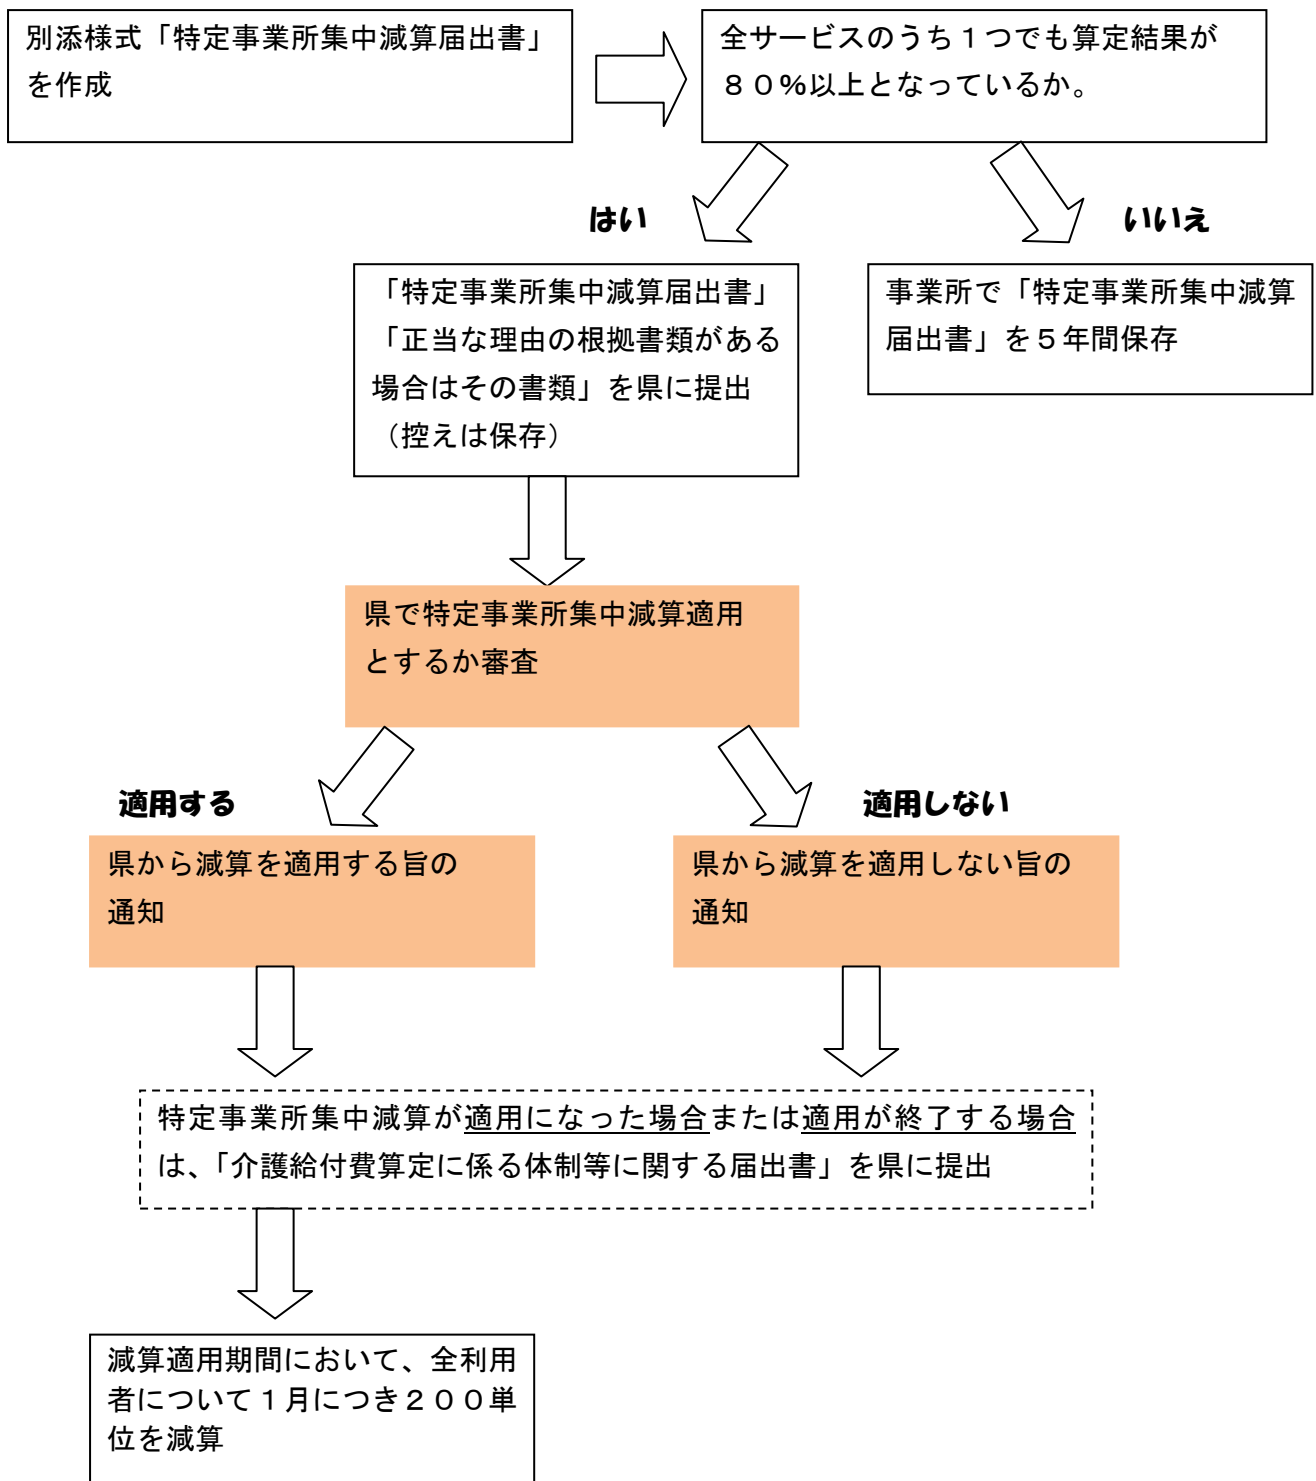 別添様式「特定事業所集中減算届出書」
を作成
全サービスのうち１つでも算定結果が
８０％以上となっているか。
はい
いいえ
「特定事業所集中減算届出書」
「正当な理由の根拠書類がある
場合はその書類」を県に提出
（控えは保存）
事業所で「特定事業所集中減算
届出書」を５年間保存
県で特定事業所集中減算適用
とするか審査
適用する
適用しない
県から減算を適用する旨の
通知
県から減算を適用しない旨の
通知
特定事業所集中減算が適用になった場合または適用が終了する場合
は、「介護給付費算定に係る体制等に関する届出書」を県に提出
減算適用期間において、全利用
者について１月につき２００単
位を減算